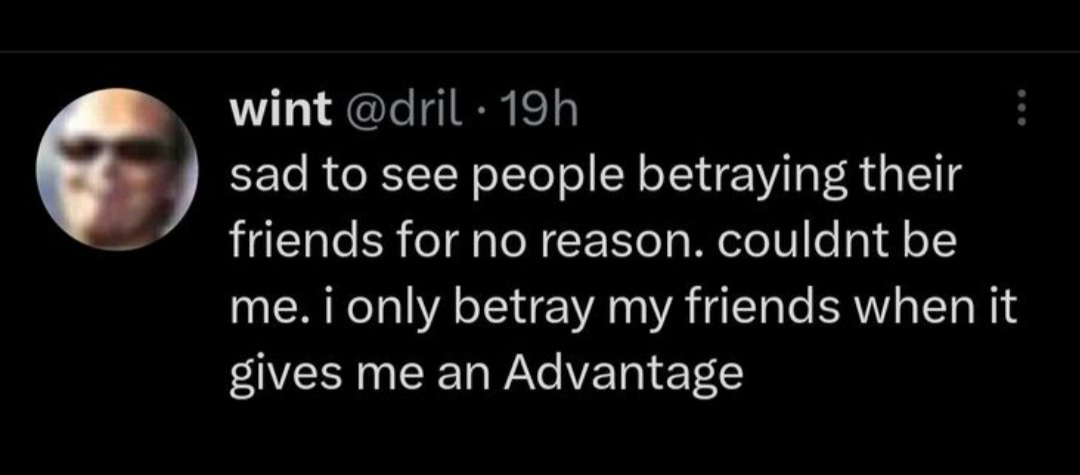 wint @dril · 19h
sad to see people betraying their
friends for no reason. couldnt be
me. i only betray my friends when it
gives me an Advantage